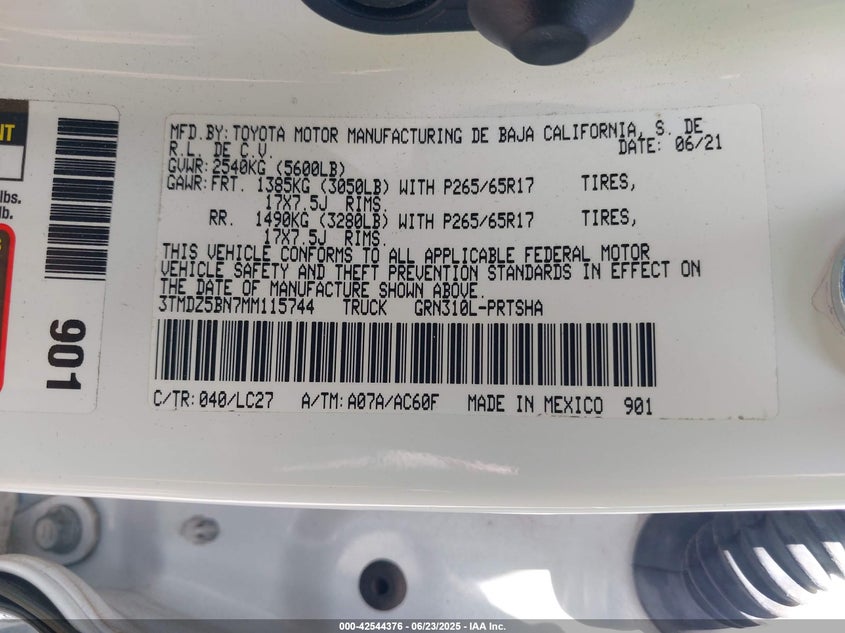 NT
lbs.
lb.
S
901
MFD.BY: TOYOTA MOTOR MANUFACTURING DE BAJA CALIFORNIA, S. DE
R.L. DE C.V. DATE: 06/21
GVWR: 2540KG (5600LB)
GAWR: FRT. 1385KG (3050LB) WITH P265/65R17 TIRES,
17X7.5J RIMS.
RR. 1490KG (3280LB) WITH P265/65R17 TIRES,
17X7.5J RIMS.
THIS VEHICLE CONFORMS TO ALL APPLICABLE FEDERAL MOTOR
VEHICLE SAFETY AND THEFT PREVENTION STANDARDS IN EFFECT ON
THE DATE OF MANUFACTURE SHOWN ABOVE.
3TMDZ5BN7MM115744 TRUCK GRN310L-PRTSHA
C/TR: 040/LC27 A/TM: A07A/AC60F MADE IN MEXICO 901
000-42544376 - 06/23/2025 - IAA Inc.